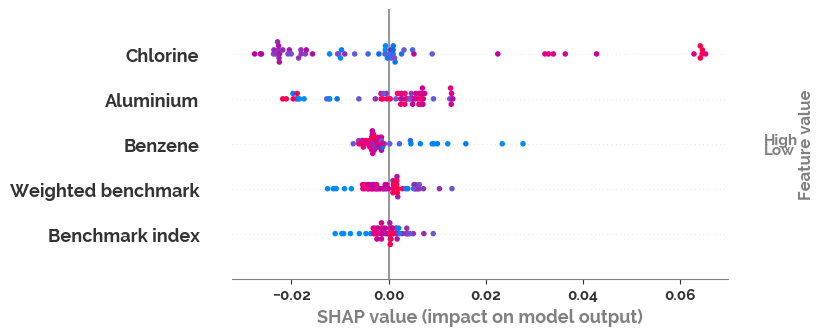 Chlorine
Aluminium
Benzene
Weighted benchmark
Benchmark index
−0.02 0.00 0.02 0.04 0.06
SHAP value (impact on model output)
High
Low
Feature value